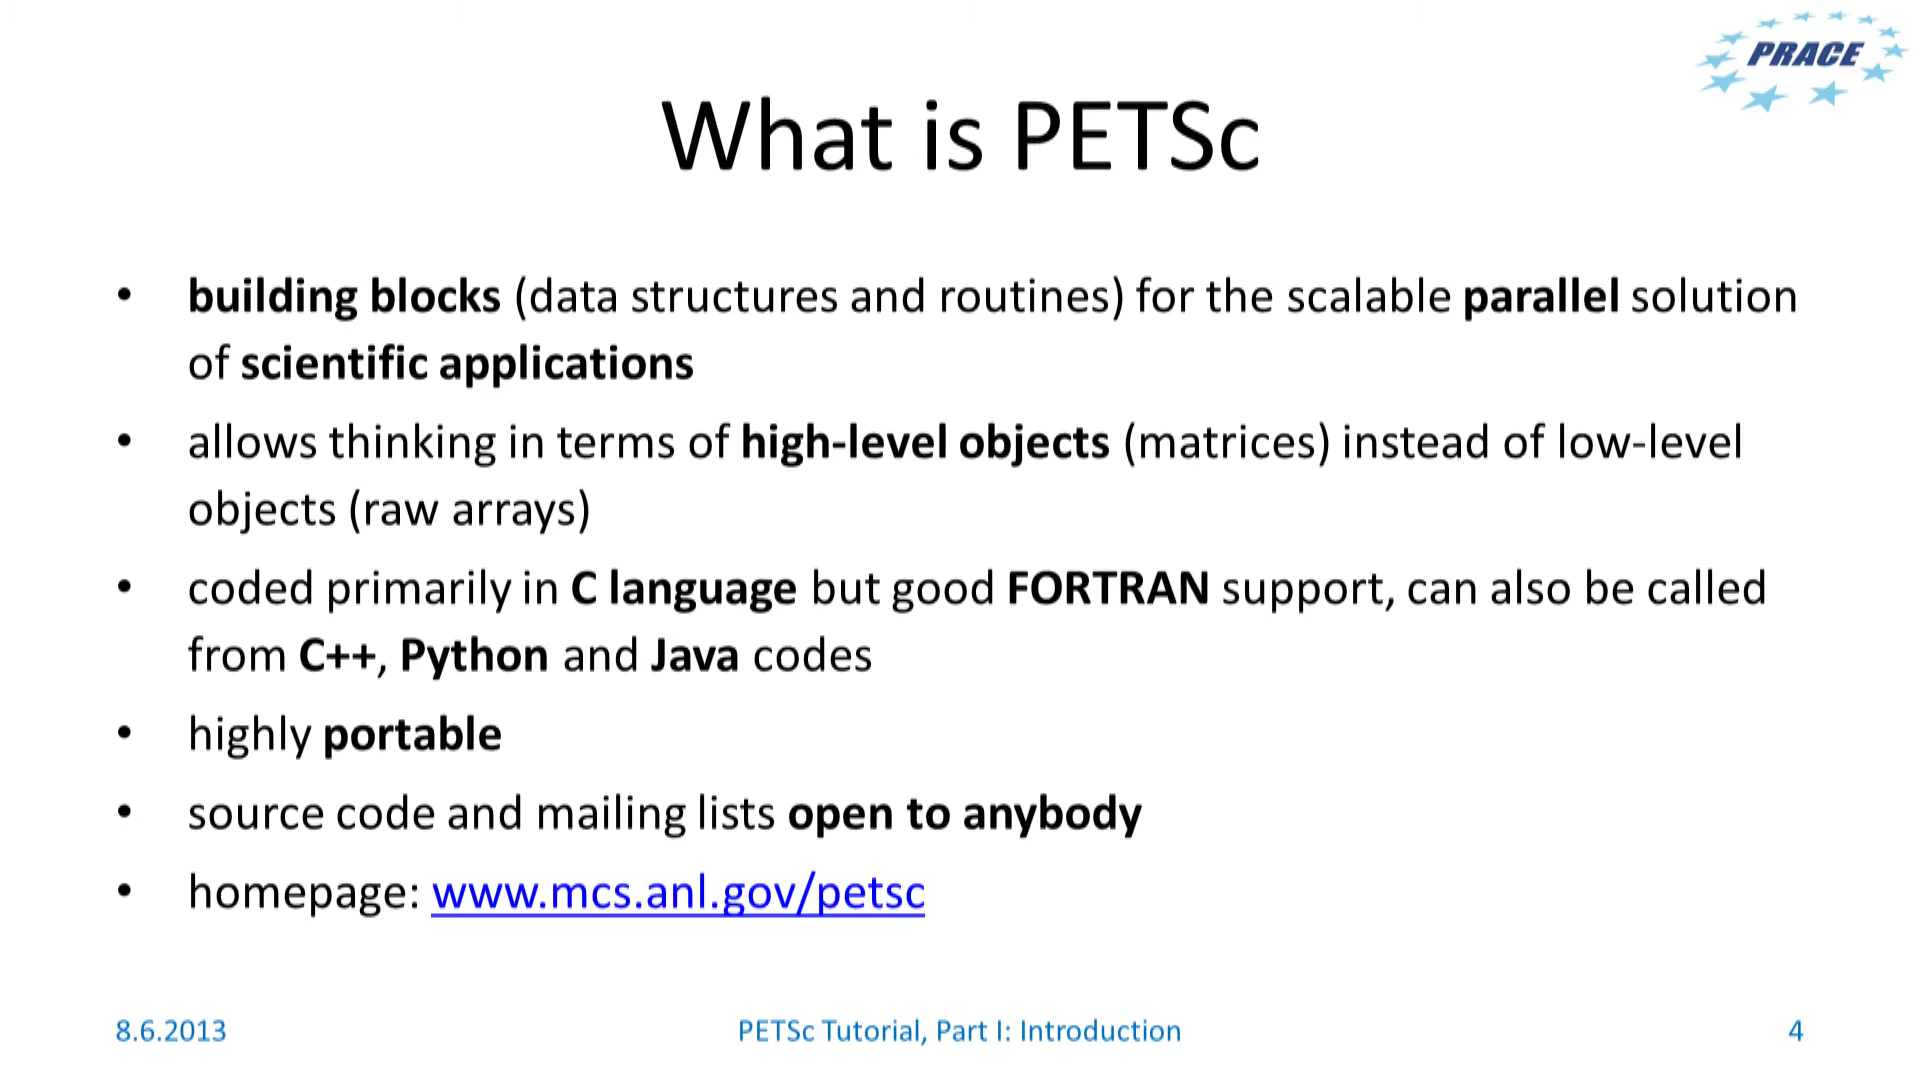 PRACE
What is PETSc
• building blocks (data structures and routines) for the scalable parallel solution
of scientific applications
• allows thinking in terms of high-level objects (matrices) instead of low-level
objects (raw arrays)
• coded primarily in C language but good FORTRAN support, can also be called
from C++, Python and Java codes
• highly portable
• source code and mailing lists open to anybody
• homepage: www.mcs.anl.gov/petsc
8.6.2013 PETSc Tutorial, Part I: Introduction 4